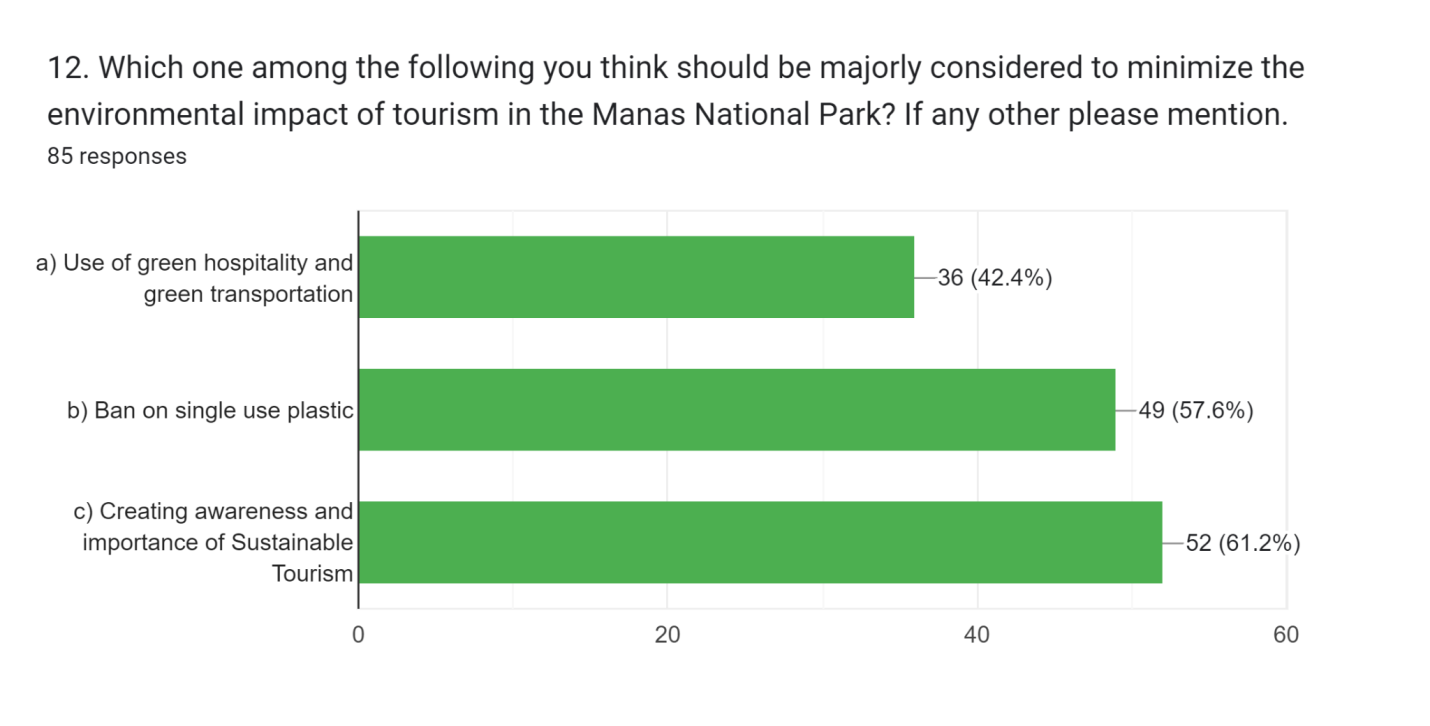 12. Which one among the following you think should be majorly considered to minimize the
environmental impact of tourism in the Manas National Park? If any other please mention.
85 responses
a) Use of green hospitality and
green transportation
36 (42.4%)
b) Ban on single use plastic
49 (57.6%)
c) Creating awareness and
importance of Sustainable
Tourism
52 (61.2%)
0
20
40
60